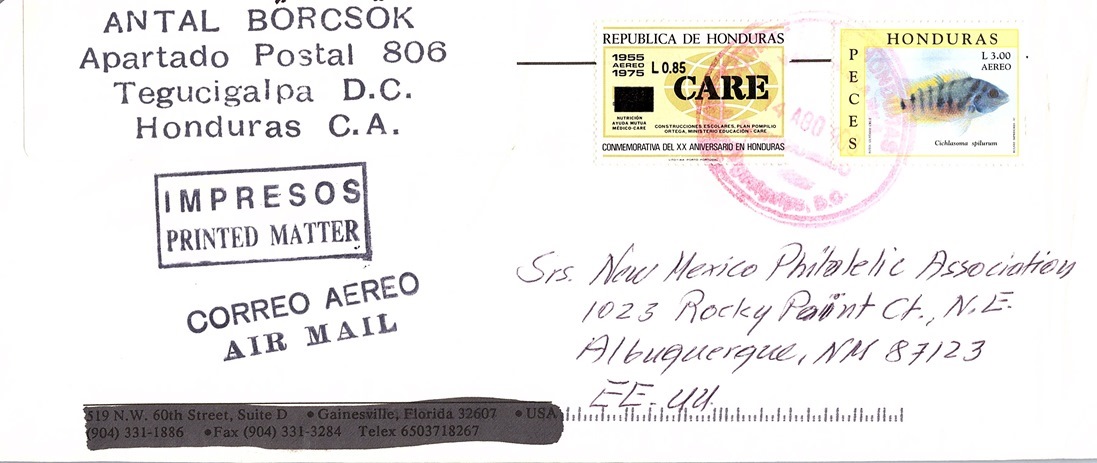 ANTAL BÖRCSÖK
Apartado Postal 806
Tegucigalpa D.C.
Honduras C.A.
IMPRESOS
PRINTED MATTER
CORREO AEREO
AIR MAIL
REPUBLICA DE HONDURAS
1955
AEREO
1975
L 0.85
CARE
NUTRICIÓN
AYUDA MUTUA
MÉDICO-CARE
CONSTRUCCIONES ESCOLARES, PLAN POMPILIO
ORTEGA, MINISTERIO EDUCACIÓN - CARE
CONMEMORATIVA DEL XX ANIVERSARIO EN HONDURAS
HONDURAS
L 3.00
AEREO
PECES
Cichlasoma spilurum
4 AGO
Tegucigalpa, D.C.
Srs. New Mexico Philatelic Association
1023 Rocky Point Ct., N.E.
Albuquerque, NM 87123
EE.UU.
519 N.W. 60th Street, Suite D • Gainesville, Florida 32607 • USA
(904) 331-1886 • Fax (904) 331-3284 Telex 6503718267